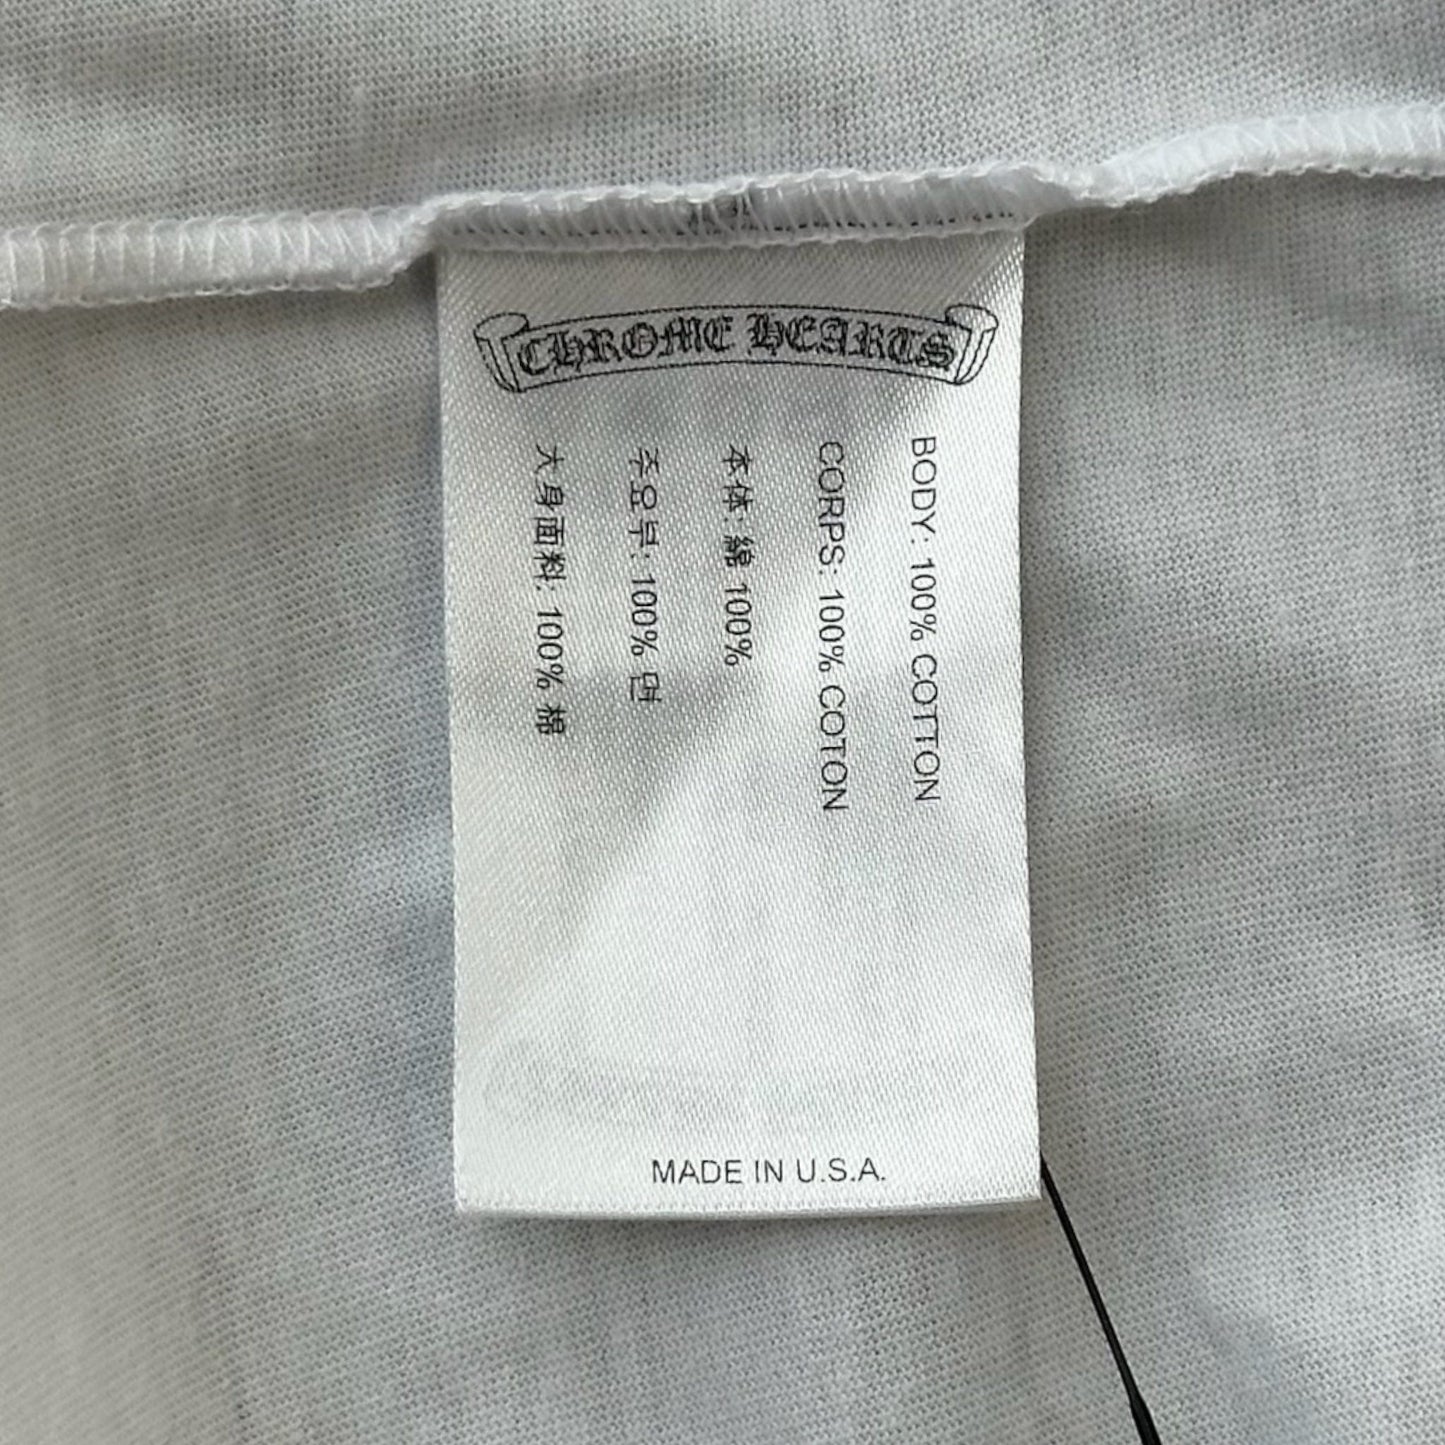 CHROME HEARTS
BODY: 100% COTTON
CORPS: 100% COTON
本体: 綿 100%
주요부: 100% 면
大身面料: 100% 棉
MADE IN U.S.A.